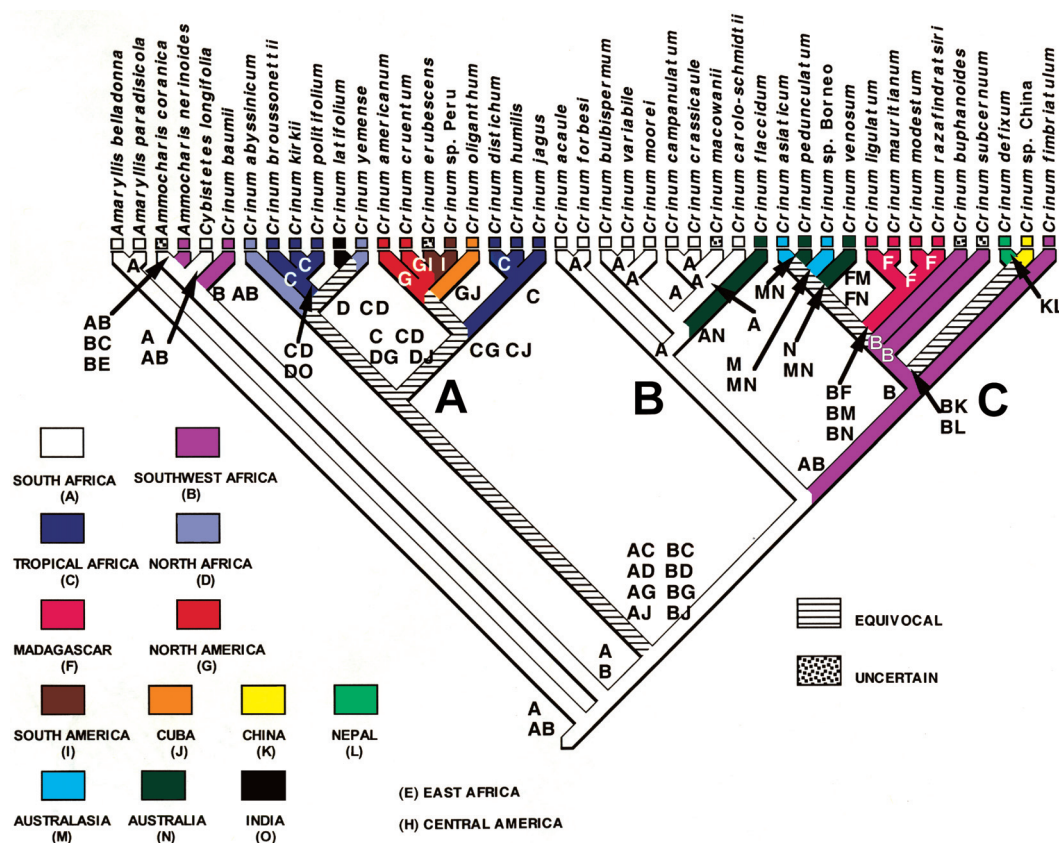 Amaryllis belladonna
Amaryllis paradisicola
Ammocharis coranica
Ammocharis nerinoides
Cybistetes longifolia
Crinum baumii
Crinum abyssinicum
Crinum broussonettii
Crinum kirkii
Crinum politifolium
Crinum latifolium
Crinum yemense
Crinum americanum
Crinum cruentum
Crinum erubescens
Crinum sp. Peru
Crinum oliganthum
Crinum distichum
Crinum humilis
Crinum jagus
Crinum acaule
Crinum forbesi
Crinum bulbispermum
Crinum variabile
Crinum moorei
Crinum campanulatum
Crinum crassicaule
Crinum macowanii
Crinum carolo-schmidtii
Crinum flaccidum
Crinum asiaticum
Crinum pedunculatum
Crinum sp. Borneo
Crinum venosum
Crinum ligulatum
Crinum mauritianum
Crinum modestum
Crinum razafindratsiri
Crinum buphanoides
Crinum subcernuum
Crinum defixum
Crinum sp. China
Crinum fimbriatulum
A
C
C
G
GI
I
C
A
A
A
A
A
F
F
F
B AB
D CD
GJ
C
AN
A
MN
FM
FN
KL
AB
BC
BE
A
AB
CD
DO
C CD
DG DJ
CG CJ
A
M
MN
N
MN
B
B
BF
BM
BN
B
BK
BL
A
B
C
AB
AC BC
AD BD
AG BG
AJ BJ
A
B
A
AB
SOUTH AFRICA
(A)
SOUTHWEST AFRICA
(B)
TROPICAL AFRICA
(C)
NORTH AFRICA
(D)
MADAGASCAR
(F)
NORTH AMERICA
(G)
SOUTH AMERICA
(I)
CUBA
(J)
CHINA
(K)
NEPAL
(L)
AUSTRALASIA
(M)
AUSTRALIA
(N)
INDIA
(O)
(E) EAST AFRICA
(H) CENTRAL AMERICA
EQUIVOCAL
UNCERTAIN